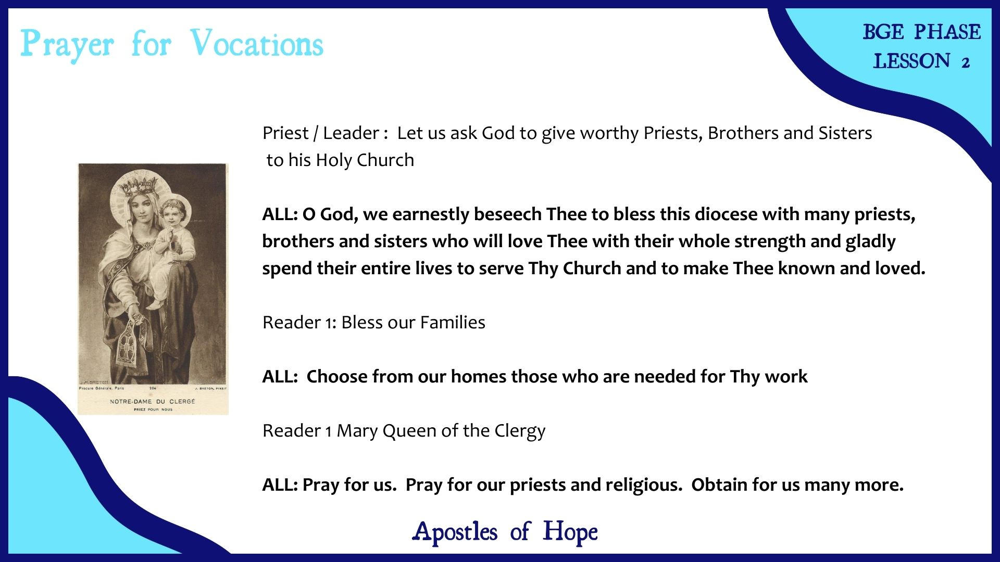 Prayer for Vocations
BGE PHASE
LESSON 2
Priest / Leader :  Let us ask God to give worthy Priests, Brothers and Sisters
to his Holy Church
ALL: O God, we earnestly beseech Thee to bless this diocese with many priests,
brothers and sisters who will love Thee with their whole strength and gladly
spend their entire lives to serve Thy Church and to make Thee known and loved.
Reader 1: Bless our Families
ALL:  Choose from our homes those who are needed for Thy work
Reader 1 Mary Queen of the Clergy
ALL: Pray for us.  Pray for our priests and religious.  Obtain for us many more.
J.M.BRETON
Procure Générale. Paris 204 J. BRETON, PINXIT
NOTRE-DAME DU CLERGÉ
PRIEZ POUR NOUS
Apostles of Hope